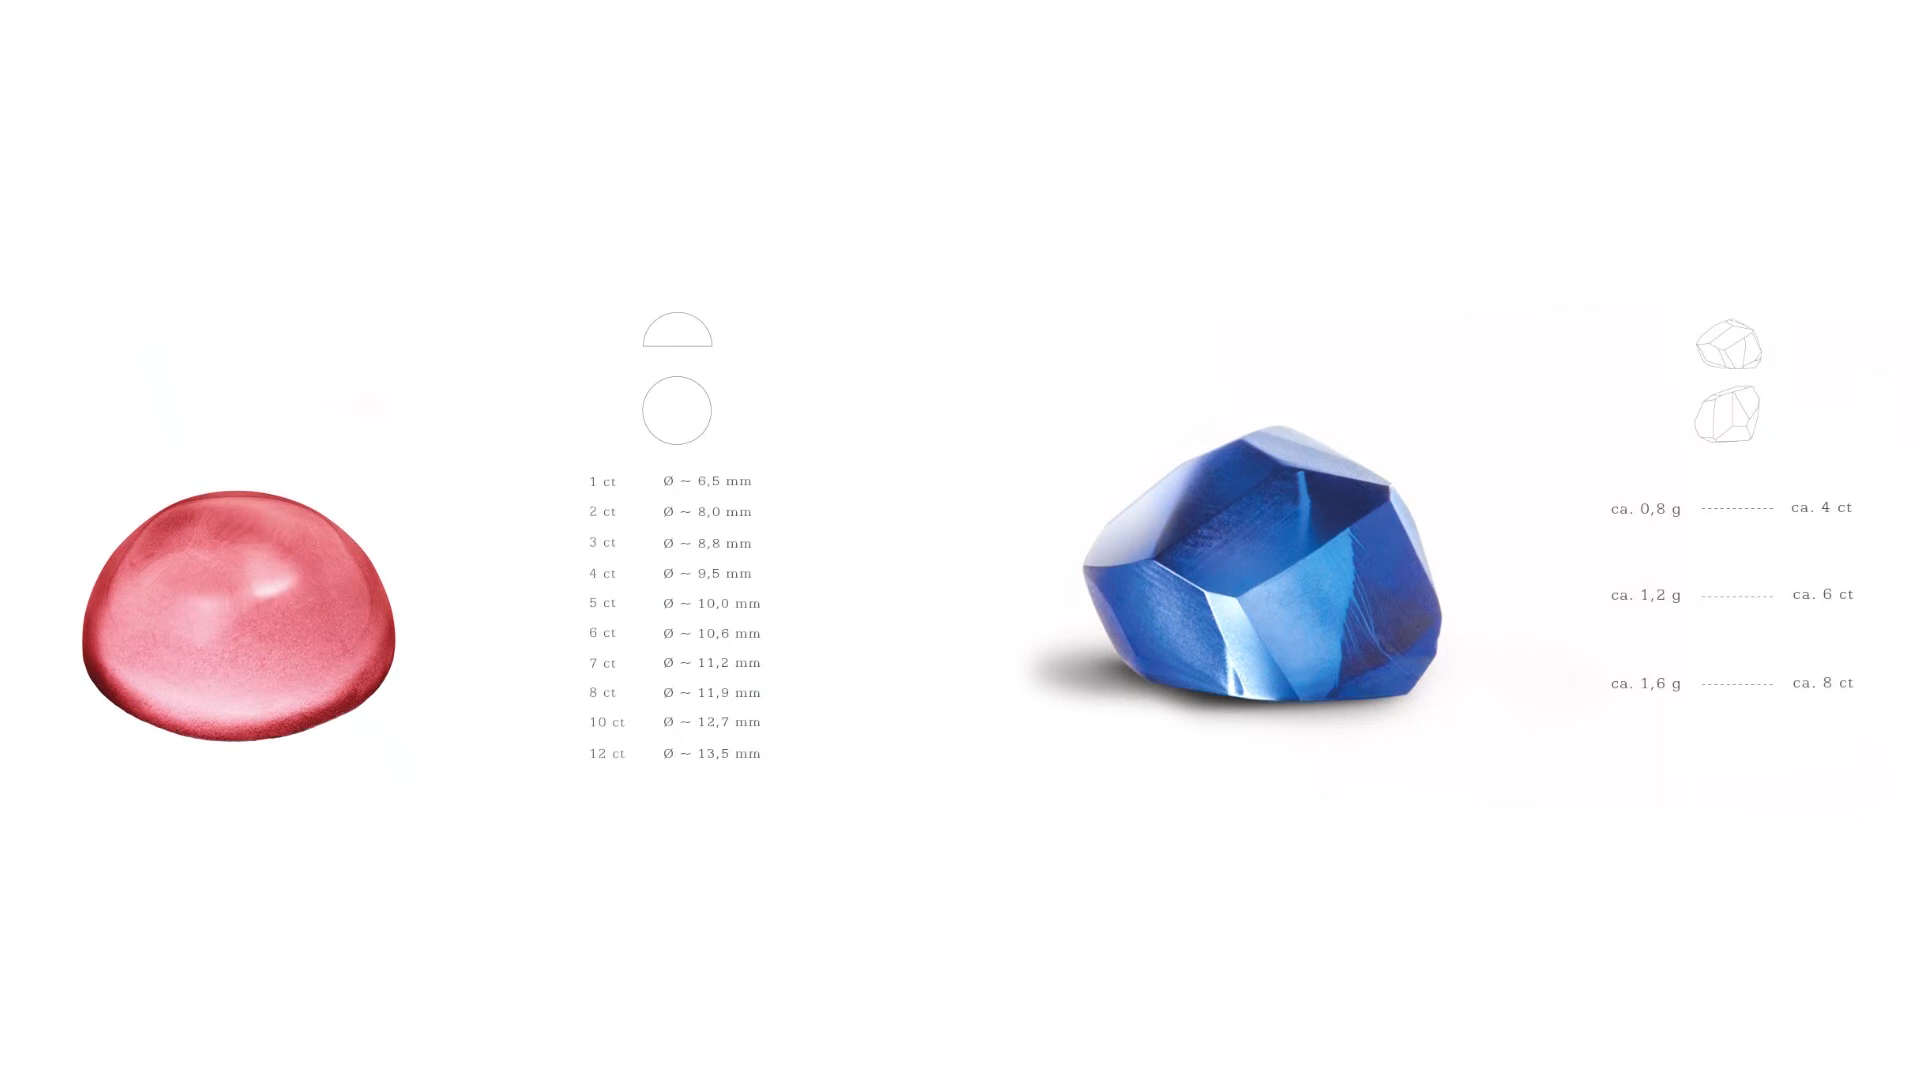 1 ct Ø ~ 6,5 mm
2 ct Ø ~ 8,0 mm
3 ct Ø ~ 8,8 mm
4 ct Ø ~ 9,5 mm
5 ct Ø ~ 10,0 mm
6 ct Ø ~ 10,6 mm
7 ct Ø ~ 11,2 mm
8 ct Ø ~ 11,9 mm
10 ct Ø ~ 12,7 mm
12 ct Ø ~ 13,5 mm
ca. 0,8 g ---------- ca. 4 ct
ca. 1,2 g ---------- ca. 6 ct
ca. 1,6 g ---------- ca. 8 ct